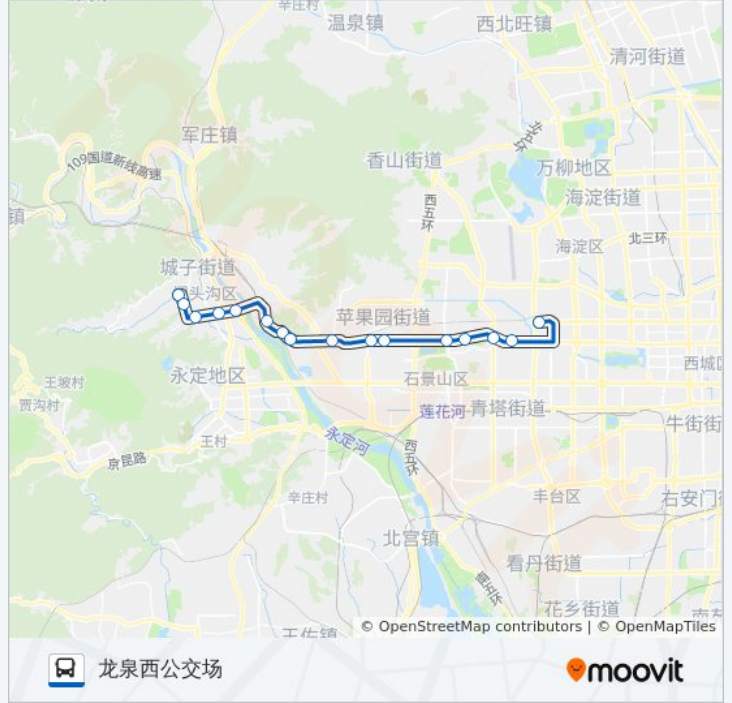 辛庄村
温泉镇
西北旺镇
清河街道
军庄镇
北五环
109国道新线高速
香山街道
万柳地区
西五环
海淀街道
镇
北三环
海淀区
城子街道
头沟区
苹果园街道
西城区
永定地区
石景山区
王坡村
贾沟村
莲花河
青塔街道
牛街街
王村
永定河
西五环
京昆路
辛庄村
丰台区
右安门街
北宫镇
看丹街道
南五环
花乡街道
王佐镇
© OpenStreetMap contributors | © OpenMapTiles
龙泉西公交场
moovit